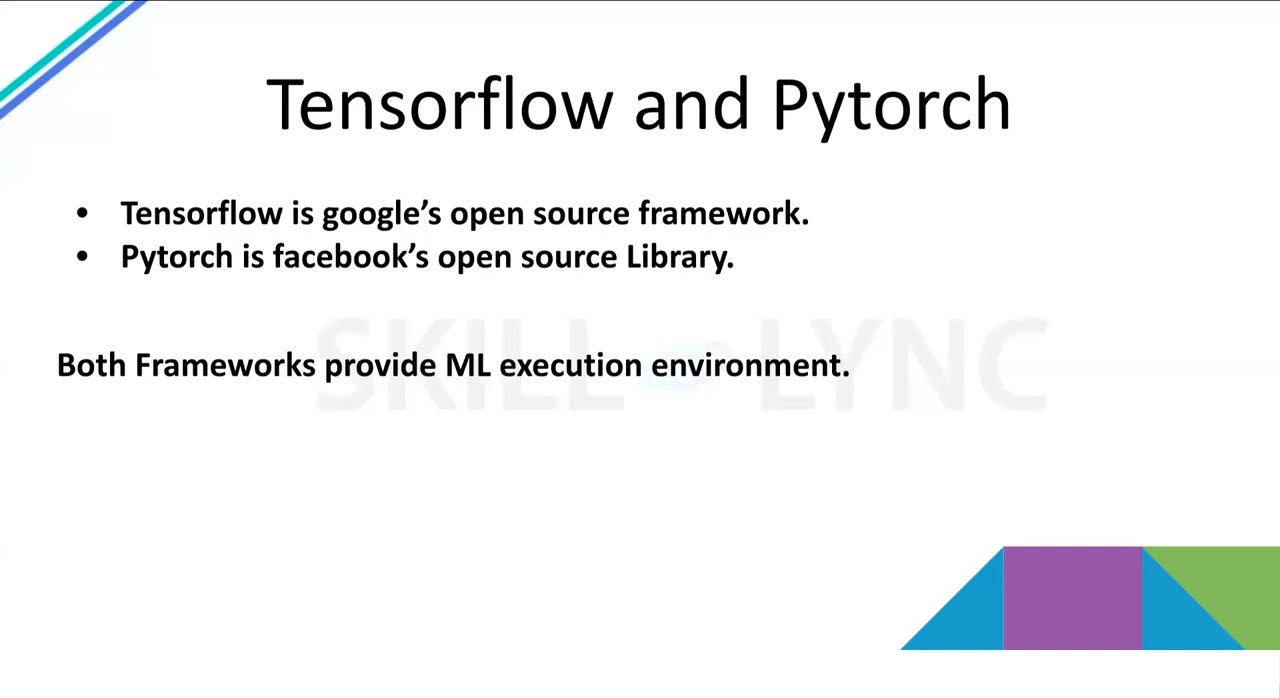 Tensorflow and Pytorch
• Tensorflow is google’s open source framework.
• Pytorch is facebook’s open source Library.
SKILL LYNC
Both Frameworks provide ML execution environment.